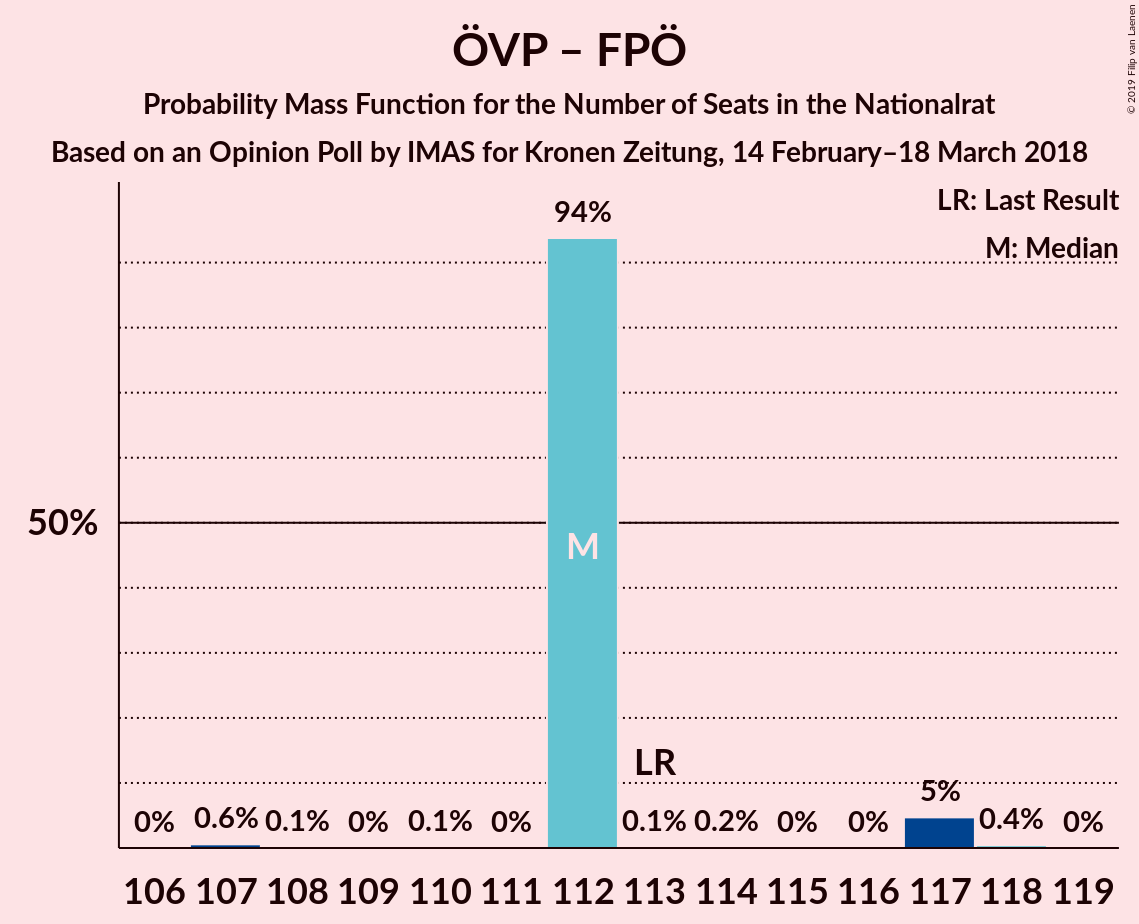 © 2019 Filip van Laenen
ÖVP – FPÖ
Probability Mass Function for the Number of Seats in the Nationalrat
Based on an Opinion Poll by IMAS for Kronen Zeitung, 14 February–18 March 2018
LR: Last Result
M: Median
94%
50%
M
LR
0% 0.6% 0.1% 0% 0.1% 0% 0.1% 0.2% 0% 0% 5% 0.4% 0%
106 107 108 109 110 111 112 113 114 115 116 117 118 119